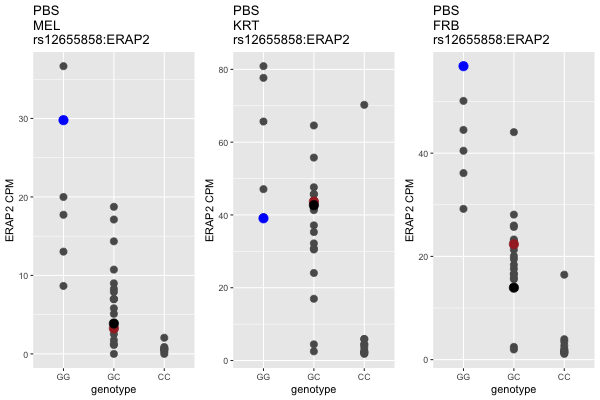 PBS
MEL
rs12655858:ERAP2
ERAP2 CPM
30
20
10
0
GG
GC
CC
genotype
PBS
KRT
rs12655858:ERAP2
ERAP2 CPM
80
60
40
20
0
GG
GC
CC
genotype
PBS
FRB
rs12655858:ERAP2
ERAP2 CPM
40
20
0
GG
GC
CC
genotype